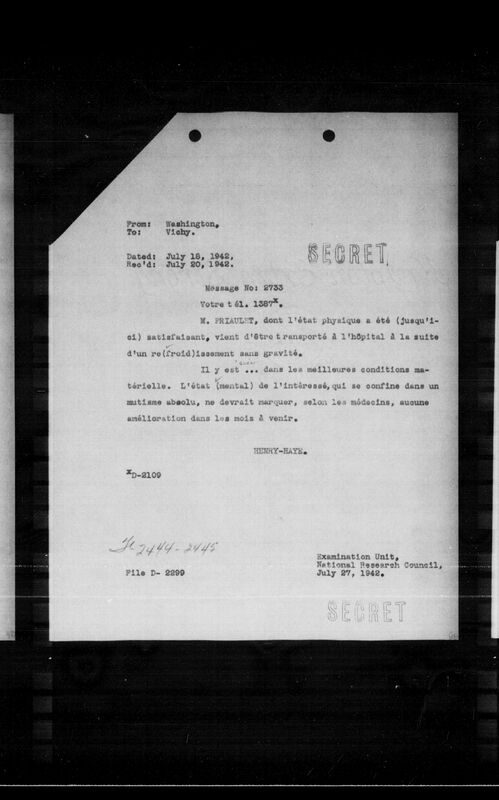 From: Washington,
To: Vichy.
SECRET
Dated: July 18, 1942,
Rec'd: July 20, 1942.
Message No: 2733
Votre tél. 1387x.
M. PRIAULET, dont l'état physique a été (jusqu'i-
ci) satisfaisant, vient d'être transporté à l'hôpital à la suite
d'un re(froid)issement sans gravité.
Il y est ... dans les meilleures conditions ma-
térielle. L'état (mental) de l'intéressé, qui se confine dans un
mutisme absolu, ne devrait marquer, selon les médecins, aucune
amélioration dans les mois à venir.
HENRY-HAYE.
xD-2109
2444-2445
File D- 2299
Examination Unit,
National Research Council,
July 27, 1942.
SECRET